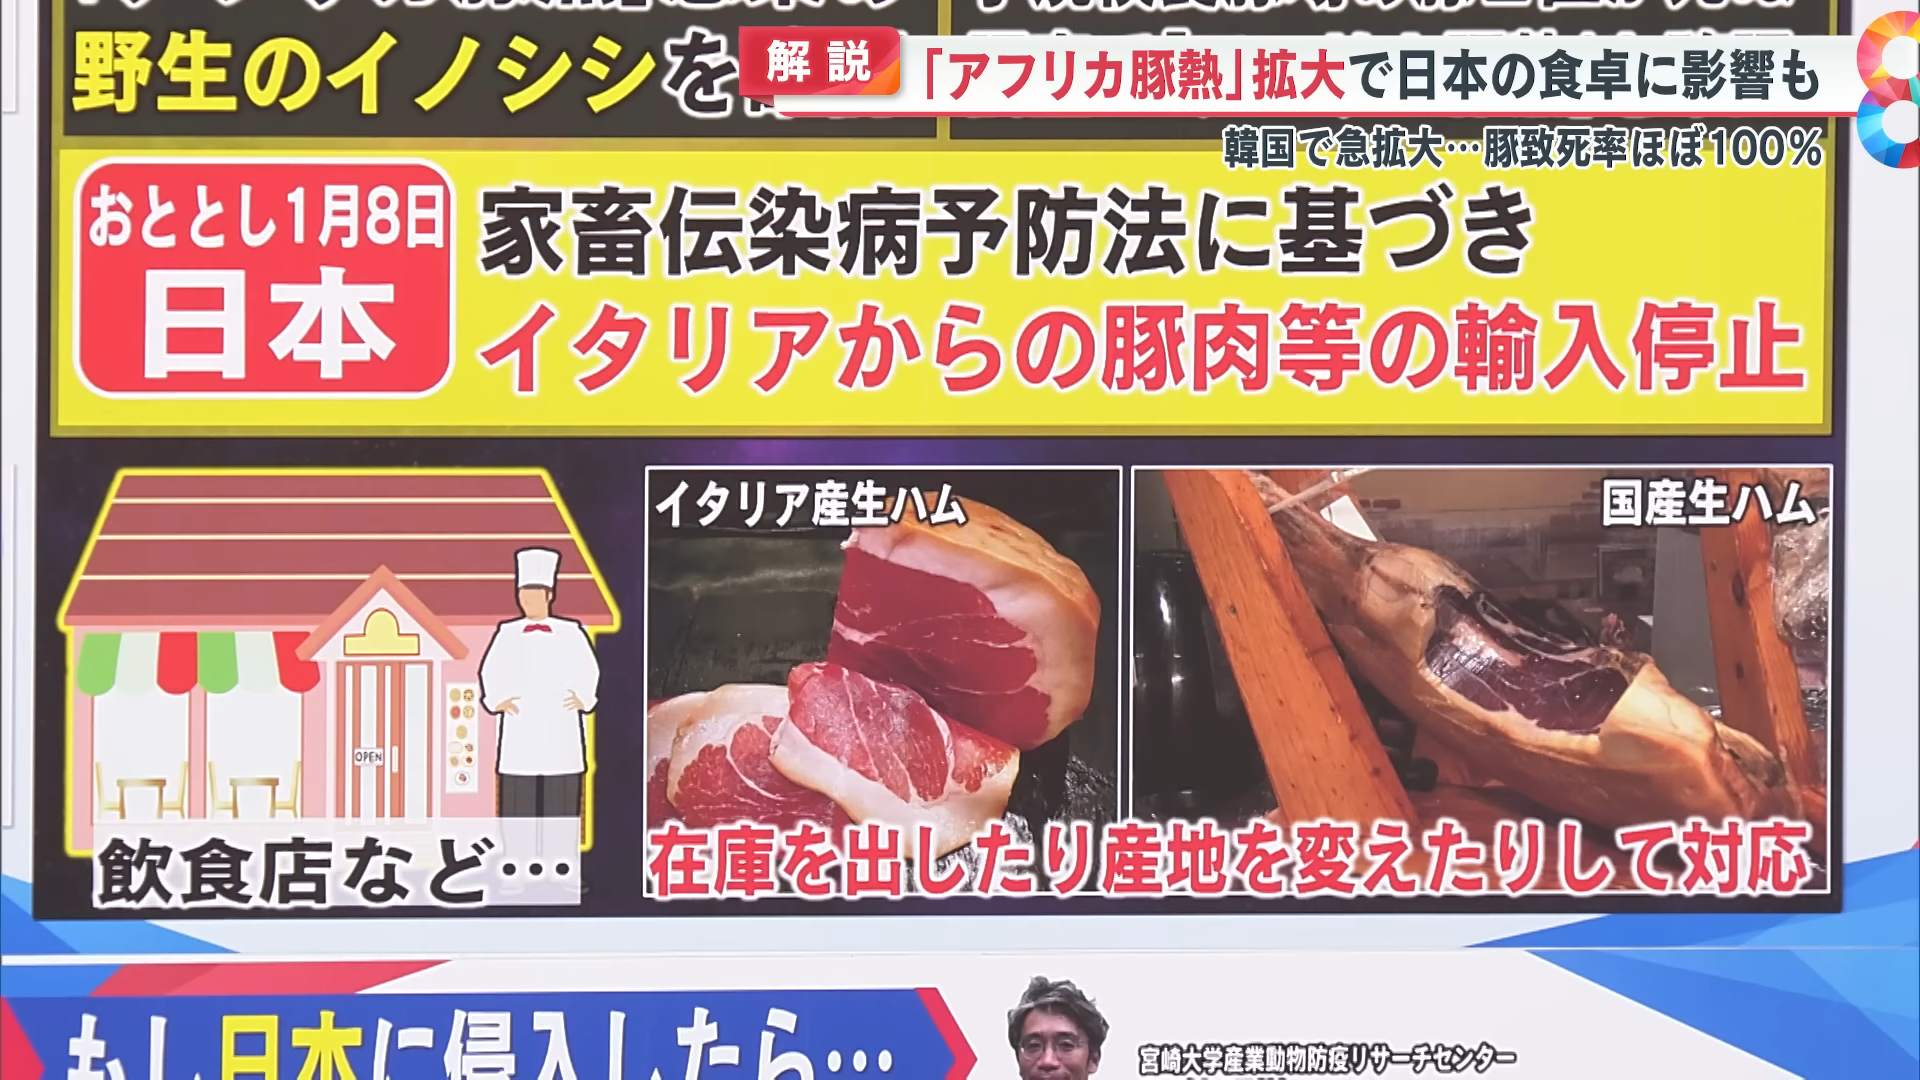 野生のイノシシを
解説
「アフリカ豚熱」拡大で日本の食卓に影響も
韓国で急拡大…豚致死率ほぼ100%
おととし1月8日
日本
家畜伝染病予防法に基づき
イタリアからの豚肉等の輸入停止
イタリア産生ハム
国産生ハム
OPEN
飲食店など…
在庫を出したり産地を変えたりして対応
もし日本に侵入したら…
宮崎大学産業動物防疫リサーチセンター